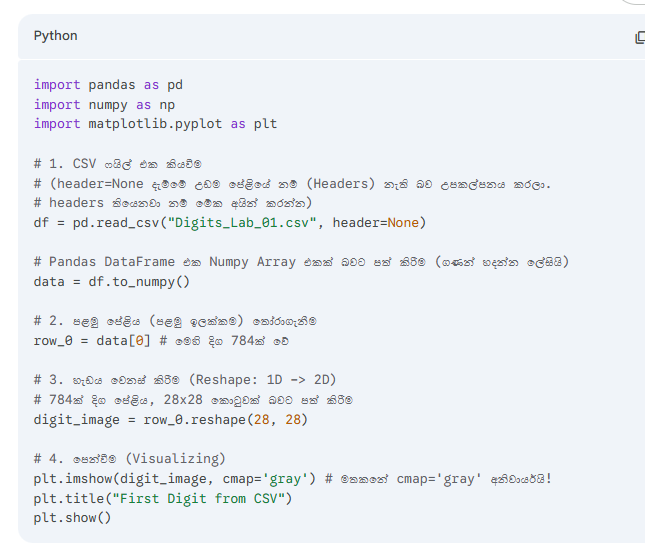 Python
import pandas as pd
import numpy as np
import matplotlib.pyplot as plt
# 1. CSV ෆයිල් එක කියවීම
# (header=None දැම්මේ උඩම පේළියේ නම් (Headers) නැති බව උපකල්පනය කරලා.
# headers තියෙනවා නම් මේක අයින් කරන්න)
df = pd.read_csv("Digits_Lab_01.csv", header=None)
# Pandas DataFrame එක Numpy Array එකක් බවට පත් කිරීම (ගණන් හදන්න ලේසියි)
data = df.to_numpy()
# 2. පළමු පේළිය (පළමු ඉලක්කම) තෝරාගැනීම
row_0 = data[0] # මෙහි දිග 784ක් වේ
# 3. හැඩය වෙනස් කිරීම (Reshape: 1D -> 2D)
# 784ක් දිග පේළිය, 28x28 කොටුවක් බවට පත් කිරීම
digit_image = row_0.reshape(28, 28)
# 4. පෙන්වීම (Visualizing)
plt.imshow(digit_image, cmap='gray') # මතකනේ cmap='gray' අනිවාර්යයි!
plt.title("First Digit from CSV")
plt.show()